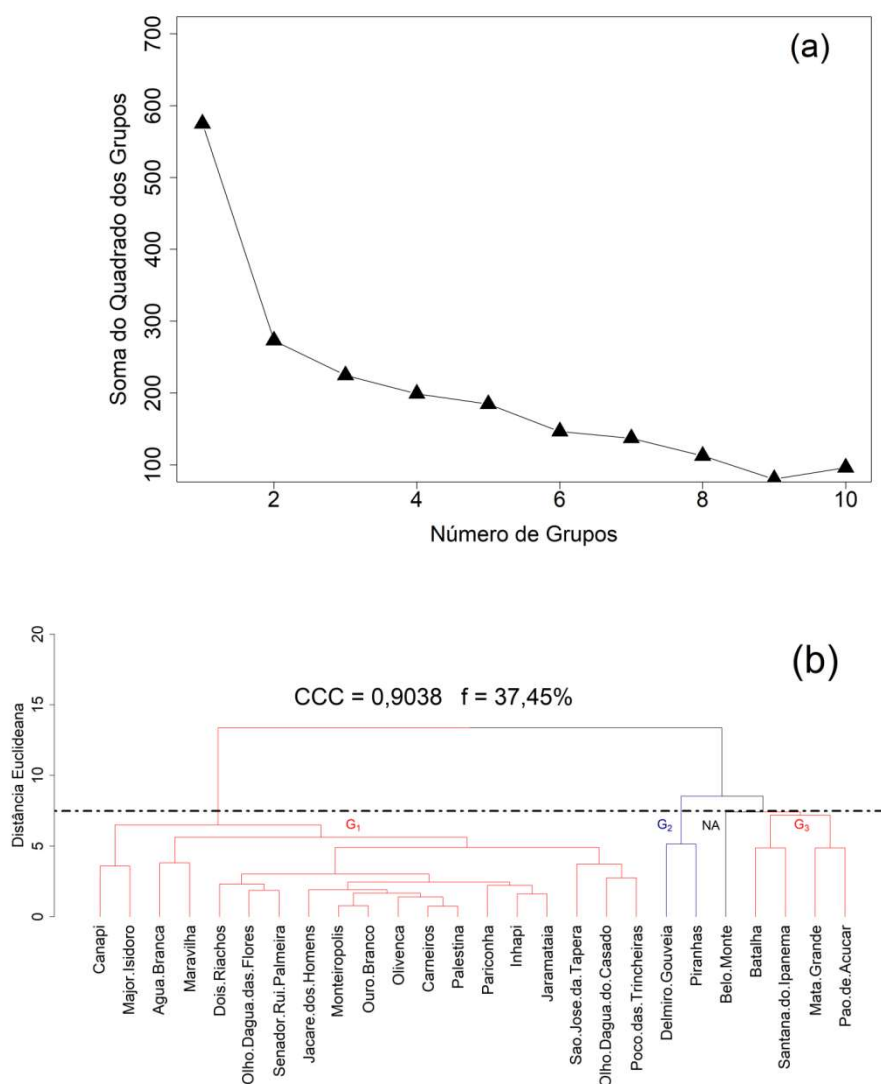 (a)
Soma do Quadrado dos Grupos
700
600
500
400
300
200
100
2
4
6
8
10
Número de Grupos
(b)
Distância Euclideana
20
15
10
5
0
CCC = 0,9038 f = 37,45%
G1
G2
NA
G3
Canapi
Major.Isidoro
Agua.Branca
Maravilha
Dois.Riachos
Olho.Dagua.das.Flores
Senador.Rui.Palmeira
Jacare.dos.Homens
Monteiropolis
Ouro.Branco
Olivenca
Carneiros
Palestina
Pariconha
Inhapi
Jaramataia
Sao.Jose.da.Tapera
Olho.Dagua.do.Casado
Poco.das.Trincheiras
Delmiro.Gouveia
Piranhas
Belo.Monte
Batalha
Santana.do.Ipanema
Mata.Grande
Pao.de.Acucar